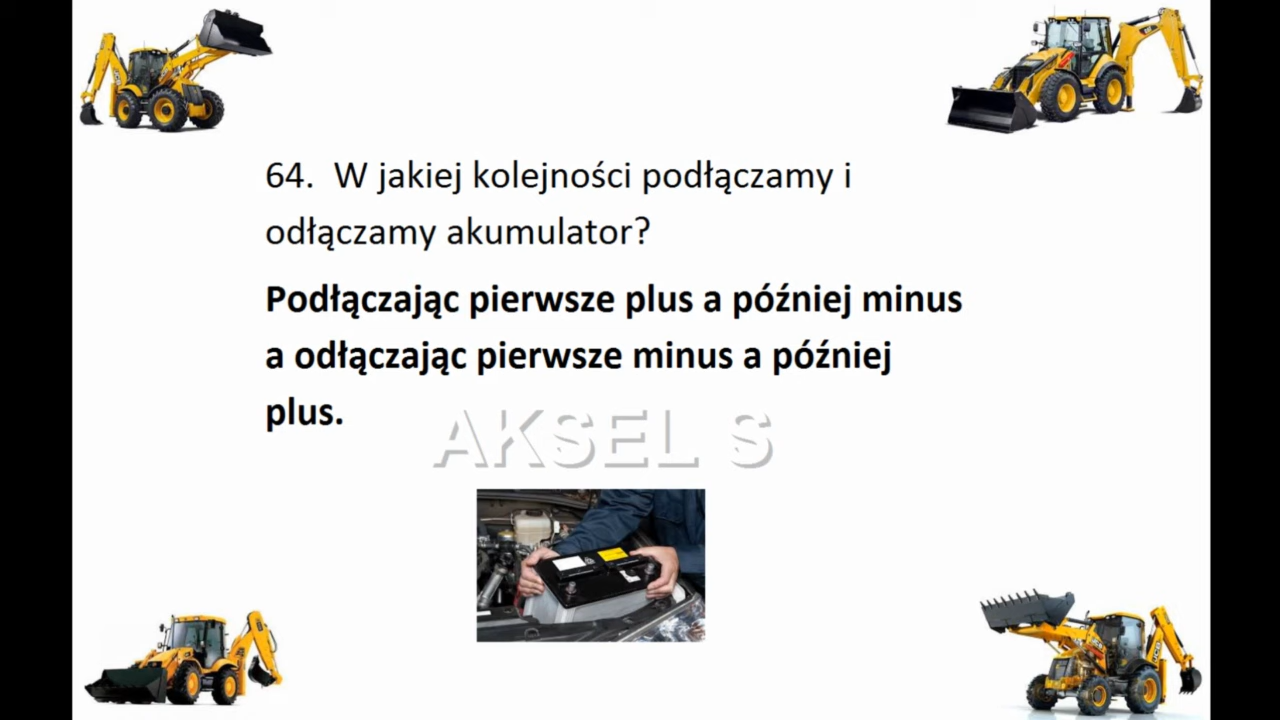 64. W jakiej kolejności podłączamy i
odłączamy akumulator?
Podłączając pierwsze plus a później minus
a odłączając pierwsze minus a później
plus.
AKSEL S